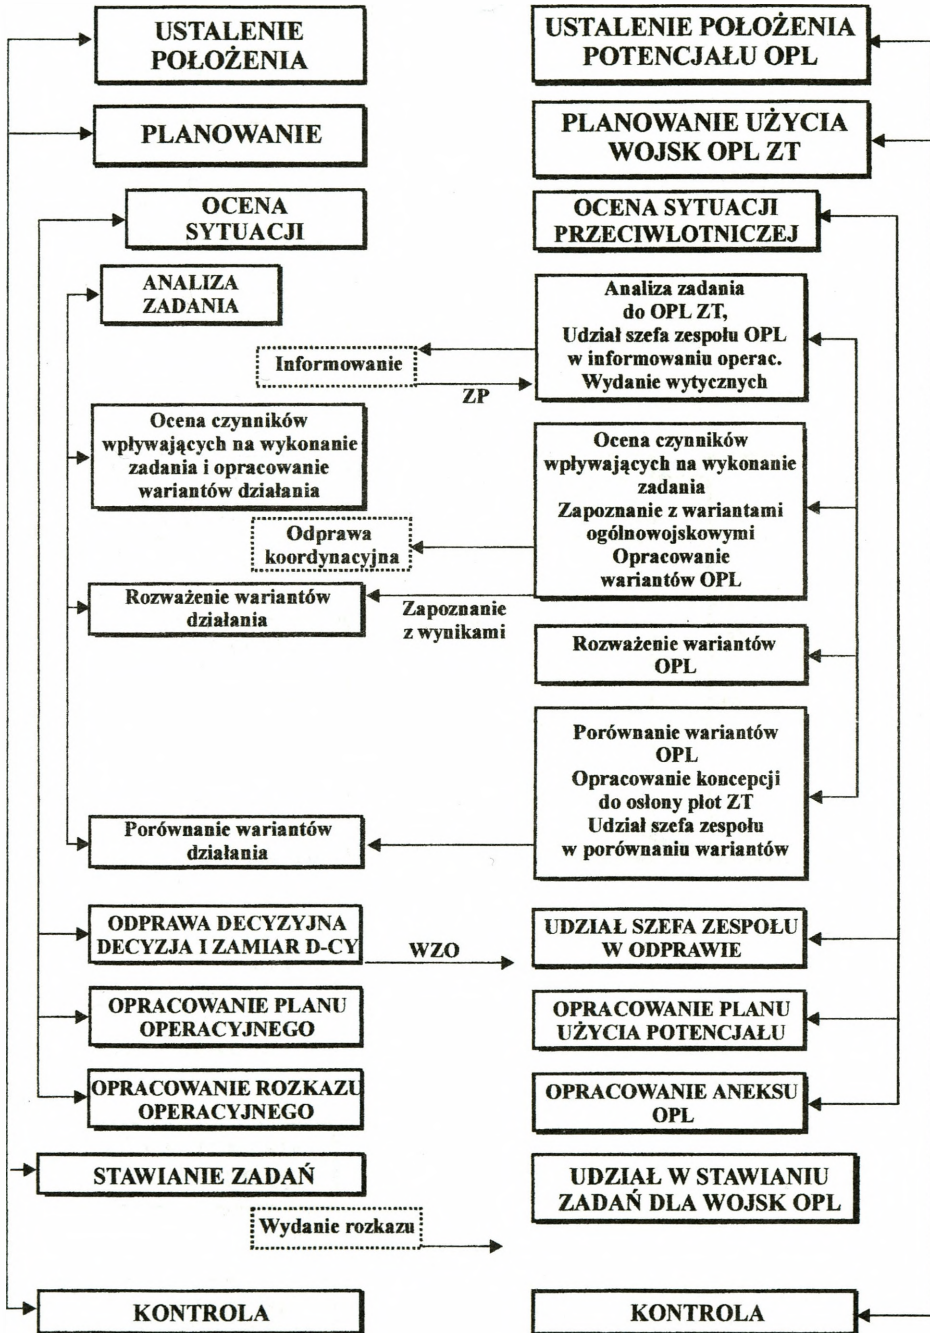 USTALENIE
POŁOŻENIA
USTALENIE POŁOŻENIA
POTENCJAŁU OPL
PLANOWANIE
PLANOWANIE UŻYCIA
WOJSK OPL ZT
OCENA
SYTUACJI
OCENA SYTUACJI
PRZECIWLOTNICZEJ
ANALIZA
ZADANIA
Analiza zadania
do OPL ZT,
Udział szefa zespołu OPL
w informowaniu operac.
Wydanie wytycznych
Informowanie
ZP
Ocena czynników
wpływających na wykonanie
zadania i opracowanie
wariantów działania
Ocena czynników
wpływających na wykonanie
zadania
Zapoznanie z wariantami
ogólnowojskowymi
Opracowanie
wariantów OPL
Odprawa
koordynacyjna
Rozważenie wariantów
działania
Zapoznanie
z wynikami
Rozważenie wariantów
OPL
Porównanie wariantów
OPL
Opracowanie koncepcji
do osłony plot ZT
Udział szefa zespołu
w porównaniu wariantów
Porównanie wariantów
działania
ODPRAWA DECYZYJNA
DECYZJA I ZAMIAR D-CY
WZO
UDZIAŁ SZEFA ZESPOŁU
W ODPRAWIE
OPRACOWANIE PLANU
OPERACYJNEGO
OPRACOWANIE PLANU
UŻYCIA POTENCJAŁU
OPRACOWANIE ROZKAZU
OPERACYJNEGO
OPRACOWANIE ANEKSU
OPL
STAWIANIE ZADAŃ
UDZIAŁ W STAWIANIU
ZADAŃ DLA WOJSK OPL
Wydanie rozkazu
KONTROLA
KONTROLA